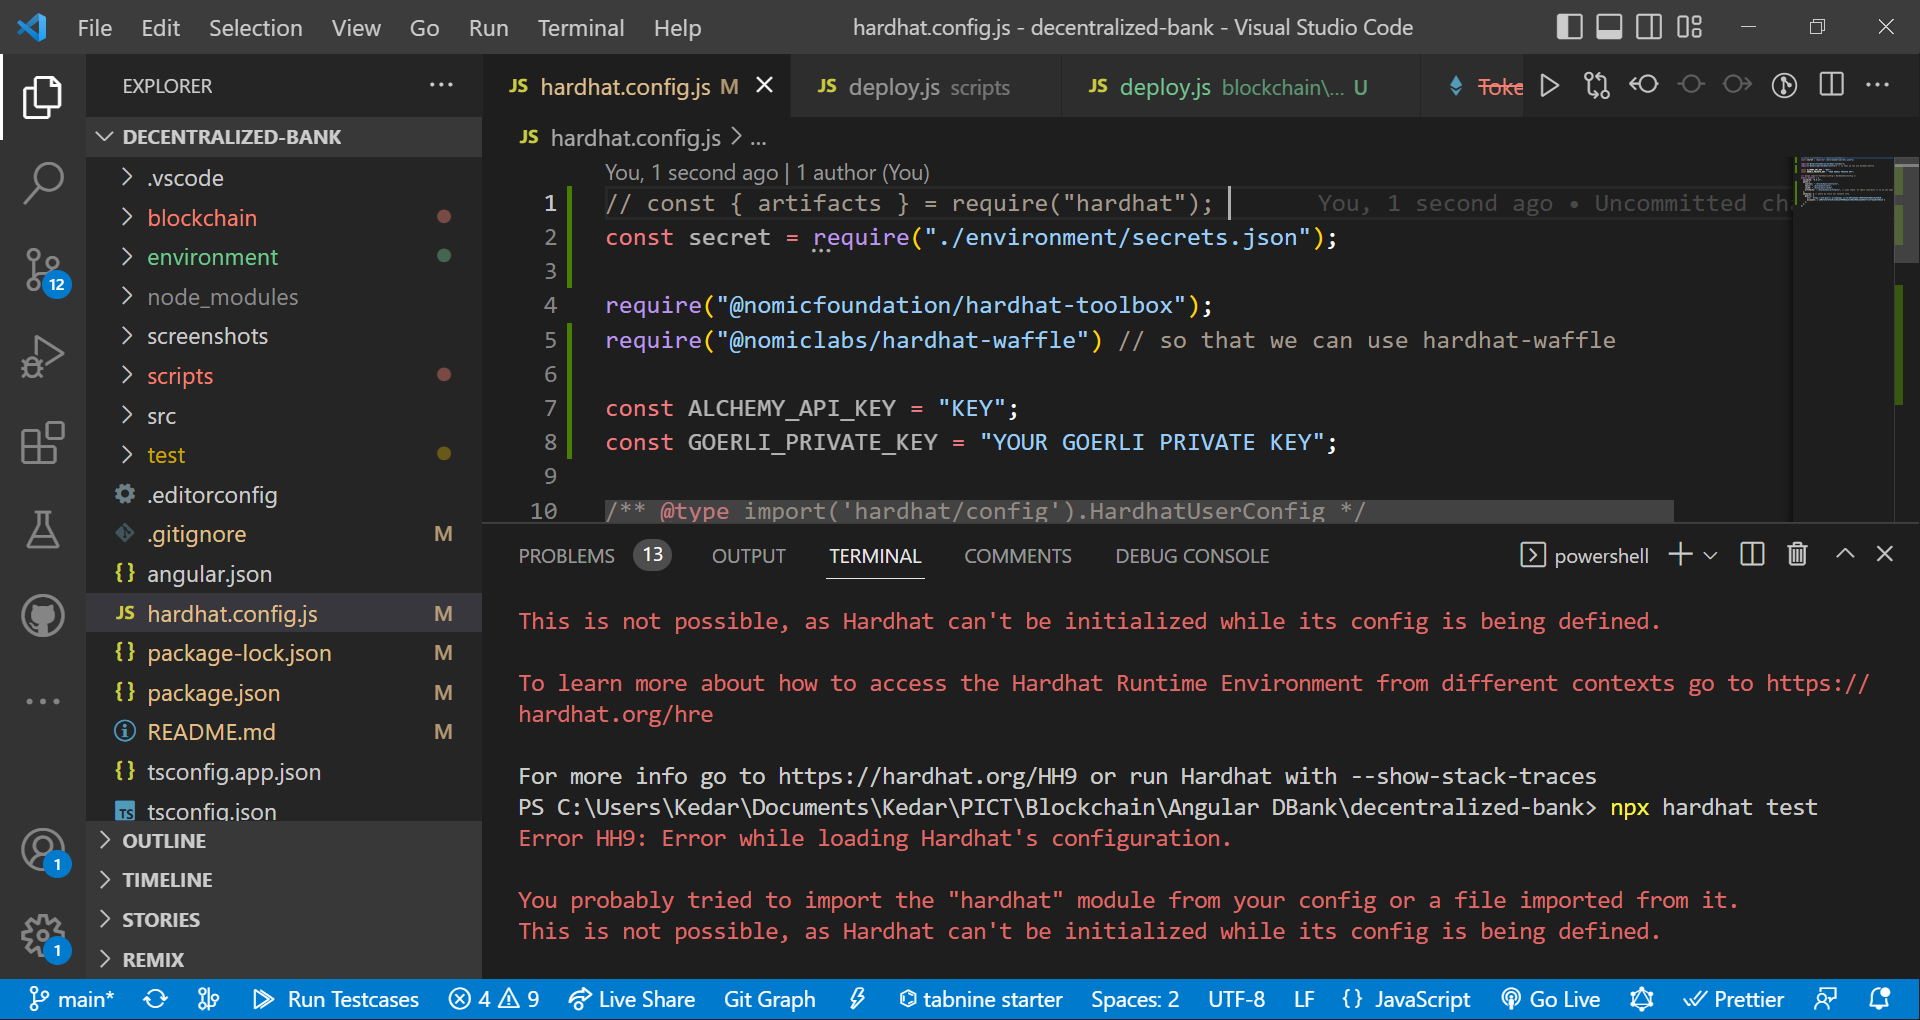 File Edit Selection View Go Run Terminal Help
hardhat.config.js - decentralized-bank - Visual Studio Code
EXPLORER
DECENTRALIZED-BANK
.vscode
blockchain
environment
node_modules
screenshots
scripts
src
test
.editorconfig
.gitignore M
{} angular.json
JS hardhat.config.js M
{} package-lock.json M
{} package.json M
README.md M
{} tsconfig.app.json
TS tsconfig.json
OUTLINE
TIMELINE
STORIES
REMIX
12
1
1
JS hardhat.config.js M
JS deploy.js scripts
JS deploy.js blockchain\... U
Toke
JS hardhat.config.js > ...
You, 1 second ago | 1 author (You)
1 // const { artifacts } = require("hardhat"); You, 1 second ago • Uncommitted cha
2 const secret = require("./environment/secrets.json");
3
4 require("@nomicfoundation/hardhat-toolbox");
5 require("@nomiclabs/hardhat-waffle") // so that we can use hardhat-waffle
6
7 const ALCHEMY_API_KEY = "KEY";
8 const GOERLI_PRIVATE_KEY = "YOUR GOERLI PRIVATE KEY";
9
10 /** @type import('hardhat/config').HardhatUserConfig */
PROBLEMS 13 OUTPUT TERMINAL COMMENTS DEBUG CONSOLE
powershell
This is not possible, as Hardhat can't be initialized while its config is being defined.
To learn more about how to access the Hardhat Runtime Environment from different contexts go to https://
hardhat.org/hre
For more info go to https://hardhat.org/HH9 or run Hardhat with --show-stack-traces
PS C:\Users\Kedar\Documents\Kedar\PICT\Blockchain\Angular DBank\decentralized-bank> npx hardhat test
Error HH9: Error while loading Hardhat's configuration.
You probably tried to import the "hardhat" module from your config or a file imported from it.
This is not possible, as Hardhat can't be initialized while its config is being defined.
main* Run Testcases 4 9 Live Share Git Graph tabnine starter Spaces: 2 UTF-8 LF {} JavaScript Go Live Prettier